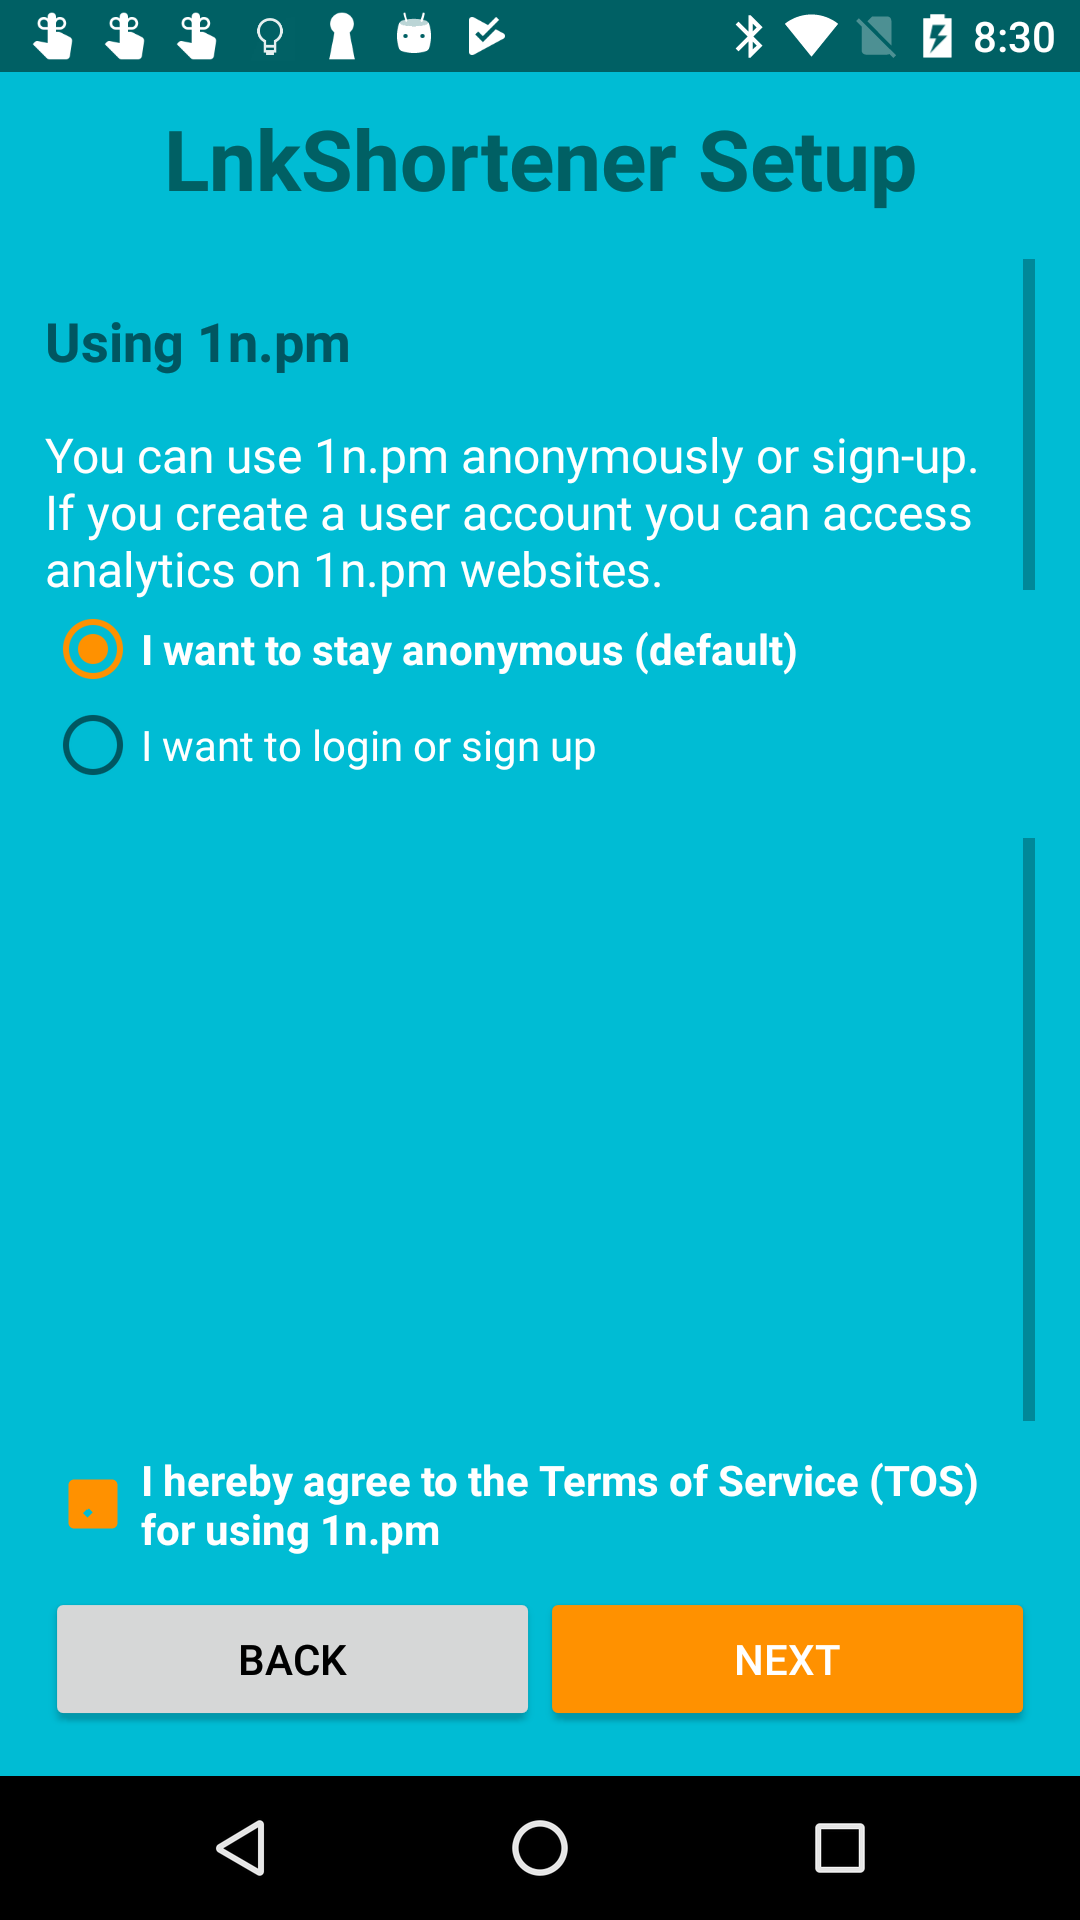 8:30
LnkShortener Setup
Using 1n.pm
You can use 1n.pm anonymously or sign-up.
If you create a user account you can access
analytics on 1n.pm websites.
I want to stay anonymous (default)
I want to login or sign up
I hereby agree to the Terms of Service (TOS)
for using 1n.pm
BACK
NEXT